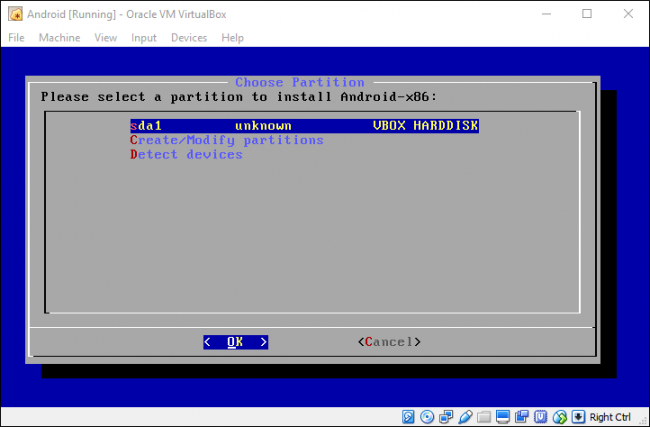 Android [Running] - Oracle VM VirtualBox
File Machine View Input Devices Help
Choose Partition
Please select a partition to install Android-x86:
sda1 unknown VBOX HARDDISK
Create/Modify partitions
Detect devices
< OK > <Cancel>
Right Ctrl